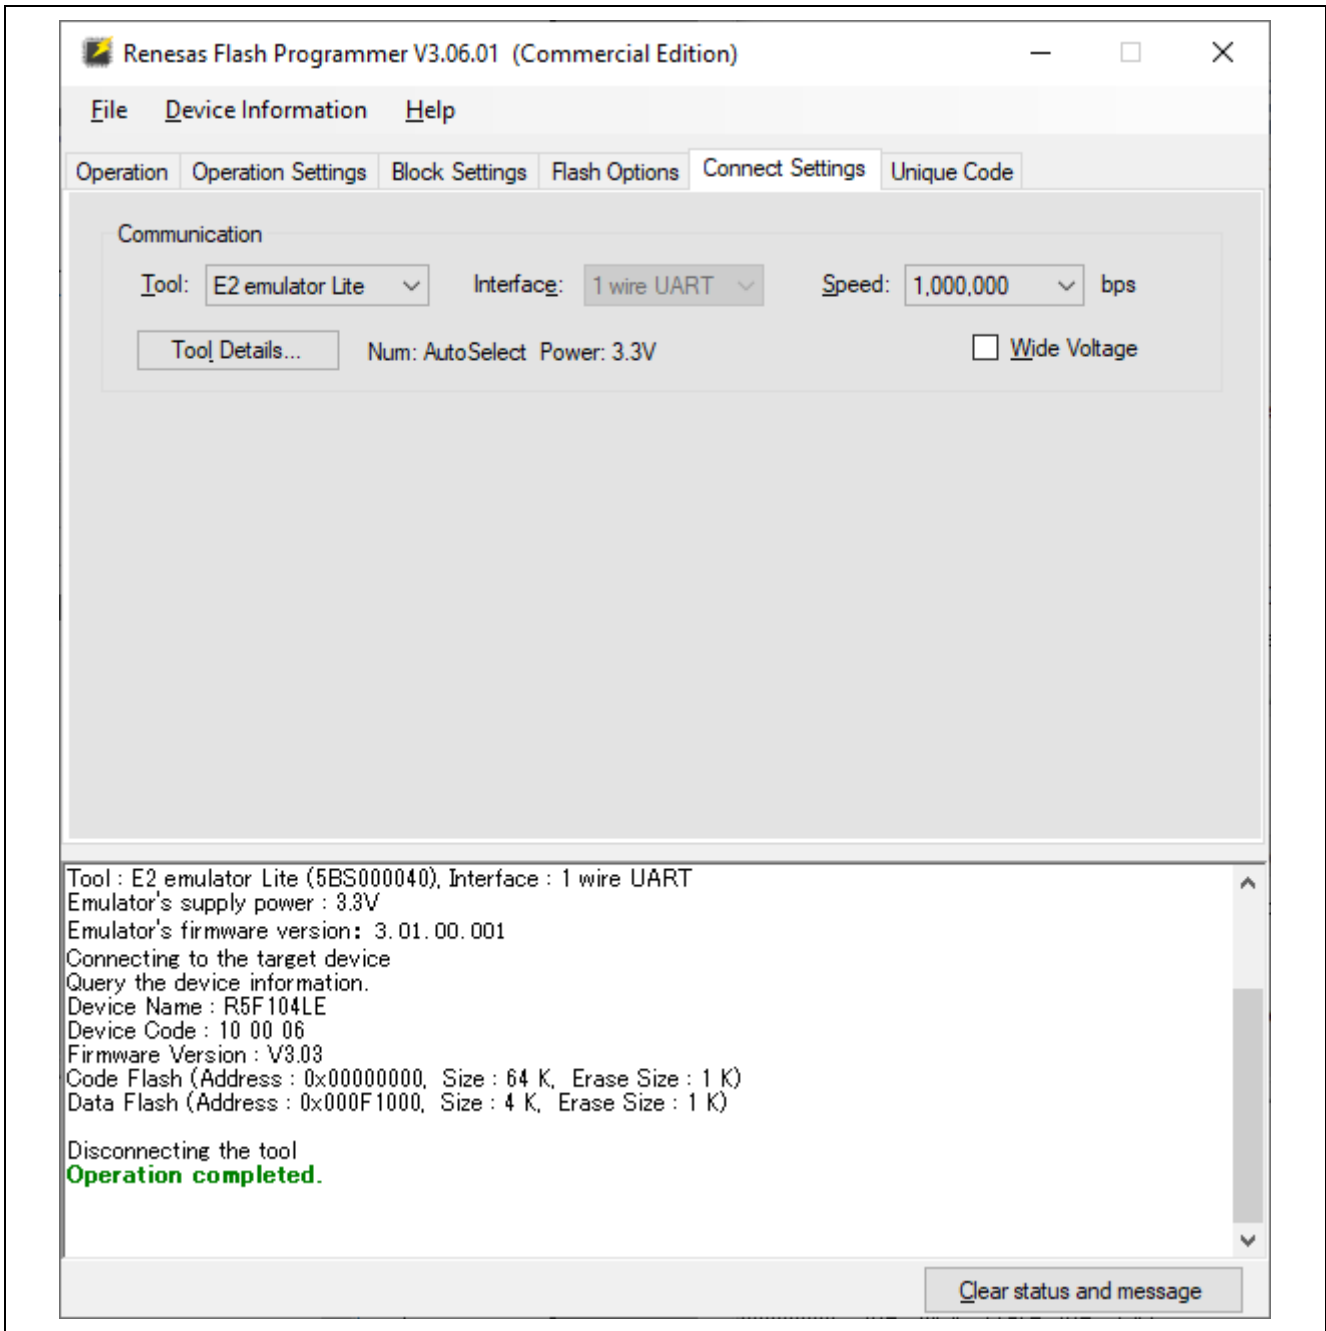 Renesas Flash Programmer V3.06.01 (Commercial Edition)
File Device Information Help
Operation Operation Settings Block Settings Flash Options Connect Settings Unique Code
Communication
Tool: E2 emulator Lite Interface: 1 wire UART Speed: 1,000,000 bps
Tool Details... Num: AutoSelect Power: 3.3V Wide Voltage
Tool : E2 emulator Lite (5BS000040), Interface : 1 wire UART
Emulator's supply power : 3.3V
Emulator's firmware version: 3.01.00.001
Connecting to the target device
Query the device information.
Device Name : R5F104LE
Device Code : 10 00 06
Firmware Version : V3.03
Code Flash (Address : 0x00000000, Size : 64 K, Erase Size : 1 K)
Data Flash (Address : 0x000F1000, Size : 4 K, Erase Size : 1 K)
Disconnecting the tool
Operation completed.
Clear status and message